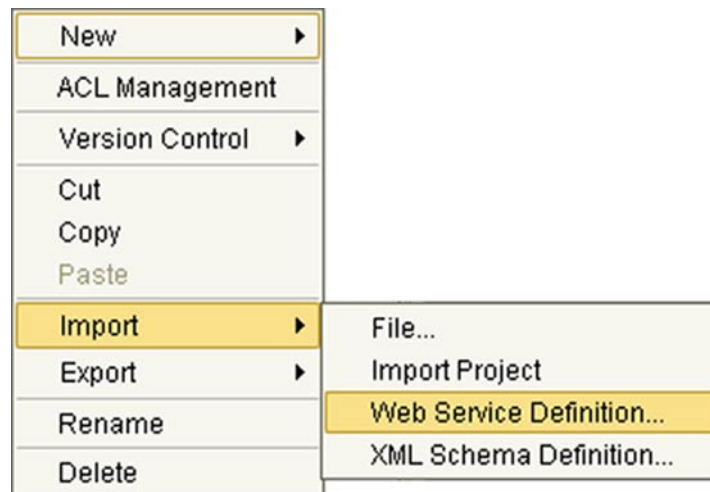 New
ACL Management
Version Control
Cut
Copy
Paste
Import
File...
Export
Import Project
Web Service Definition...
Rename
XML Schema Definition...
Delete